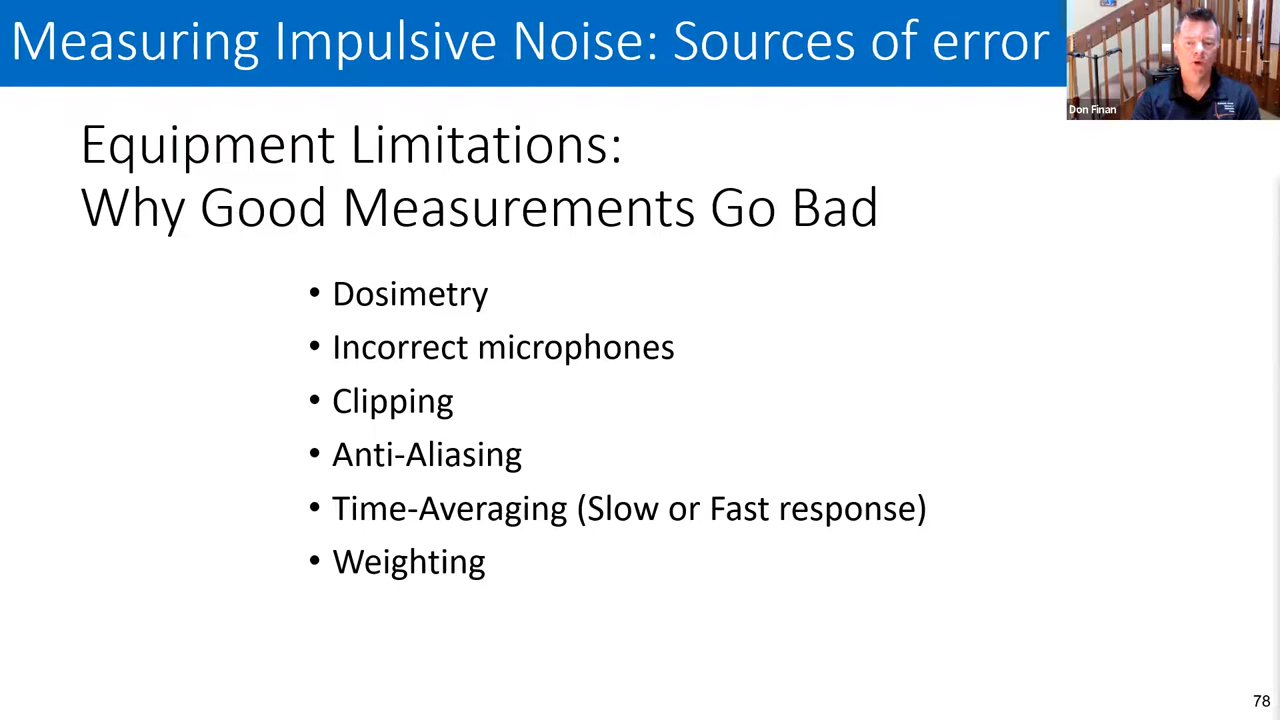 Measuring Impulsive Noise: Sources of error
Don Finan
Equipment Limitations:
Why Good Measurements Go Bad
• Dosimetry
• Incorrect microphones
• Clipping
• Anti-Aliasing
• Time-Averaging (Slow or Fast response)
• Weighting
78